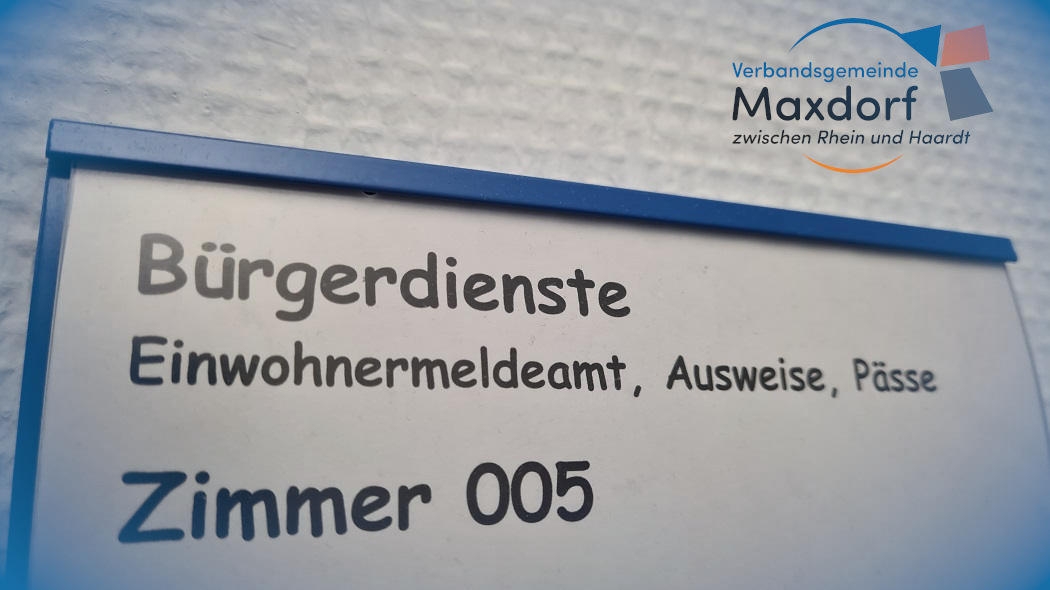 Verbandsgemeinde
Maxdorf
zwischen Rhein und Haardt
Bürgerdienste
Einwohnermeldeamt, Ausweise, Pässe
Zimmer 005